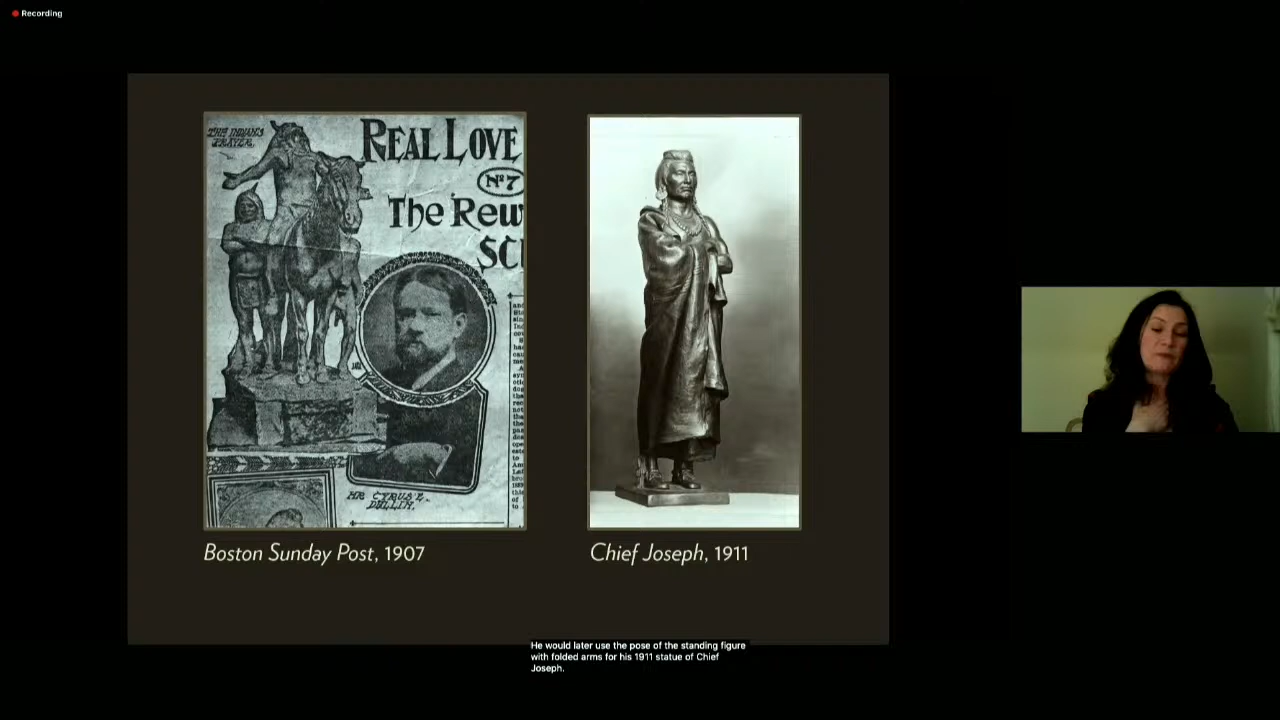 Recording
THE INDIAN'S
PRAYER.
REAL LOVE
No 7
The Rew
SC
MR CYRUS E.
DALLIN.
Boston Sunday Post, 1907
Chief Joseph, 1911
He would later use the pose of the standing figure
with folded arms for his 1911 statue of Chief
Joseph.